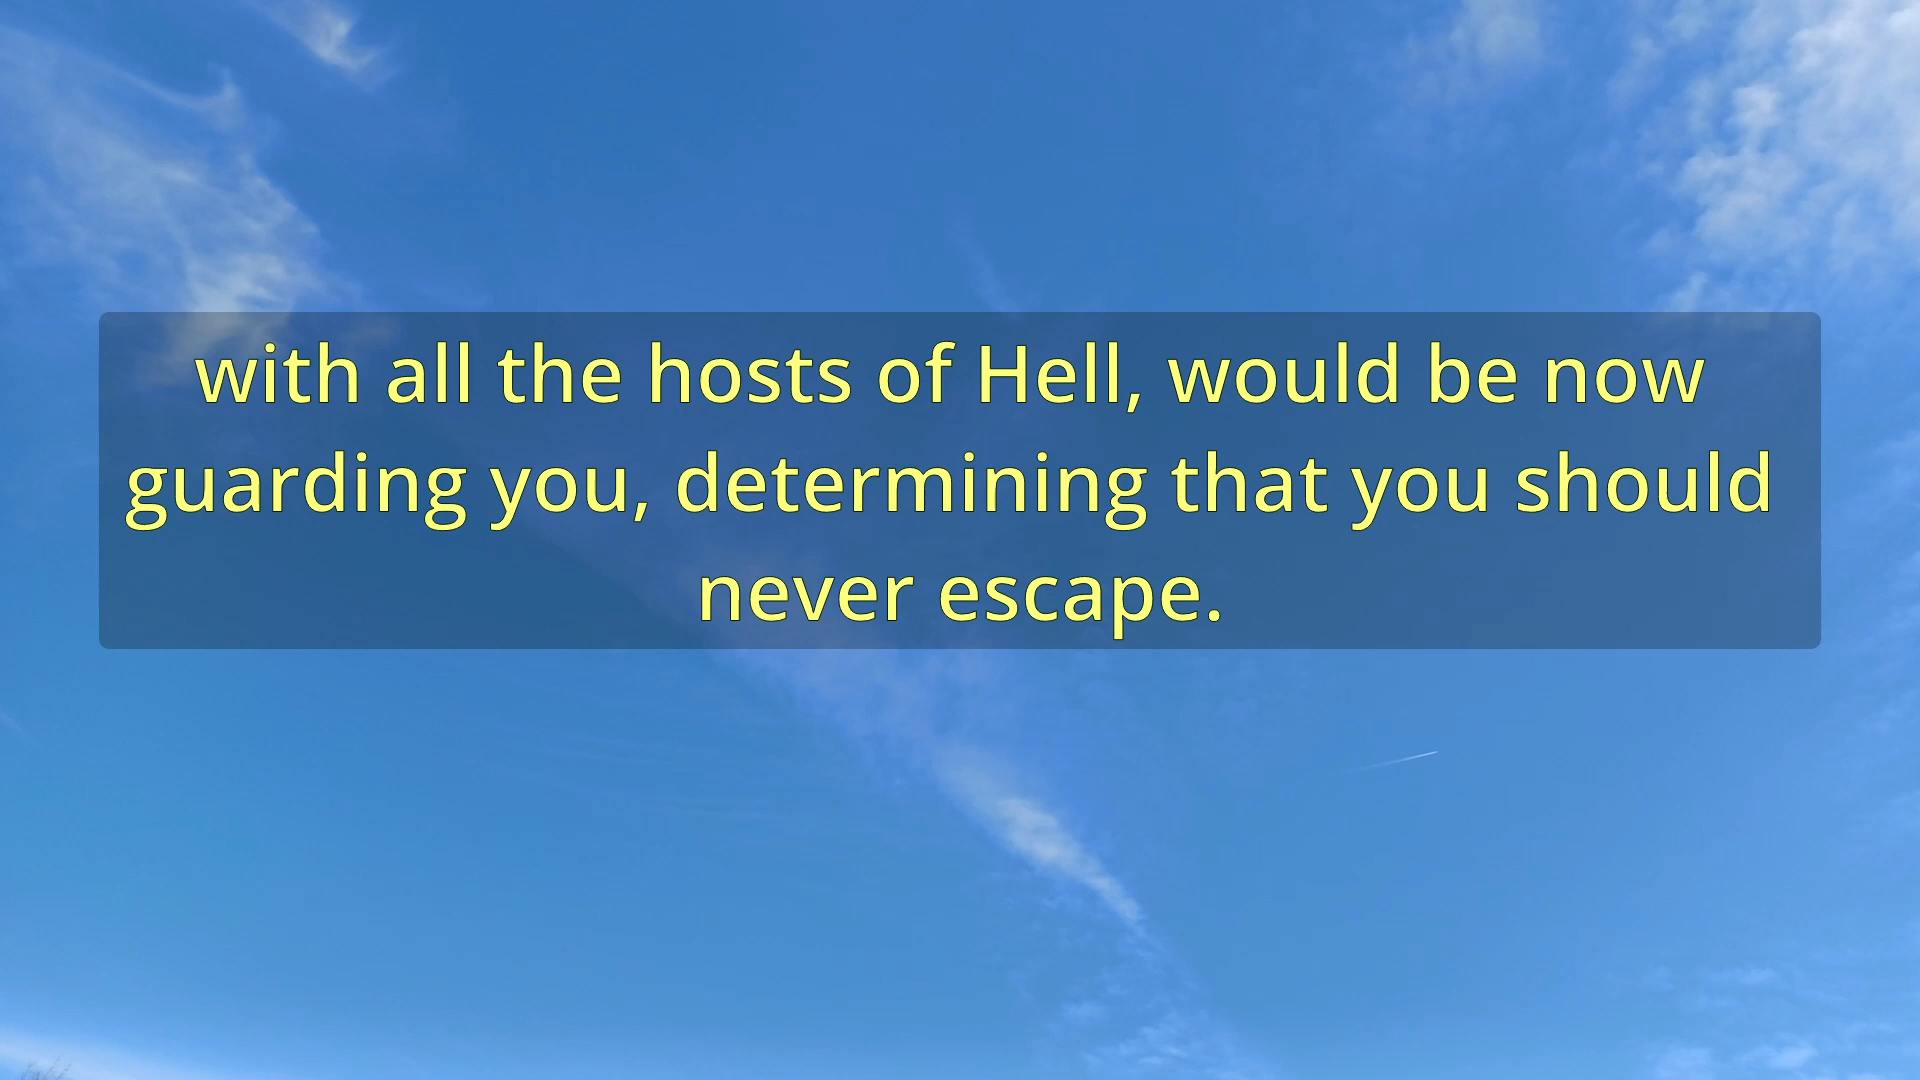 with all the hosts of Hell, would be now
guarding you, determining that you should
never escape.